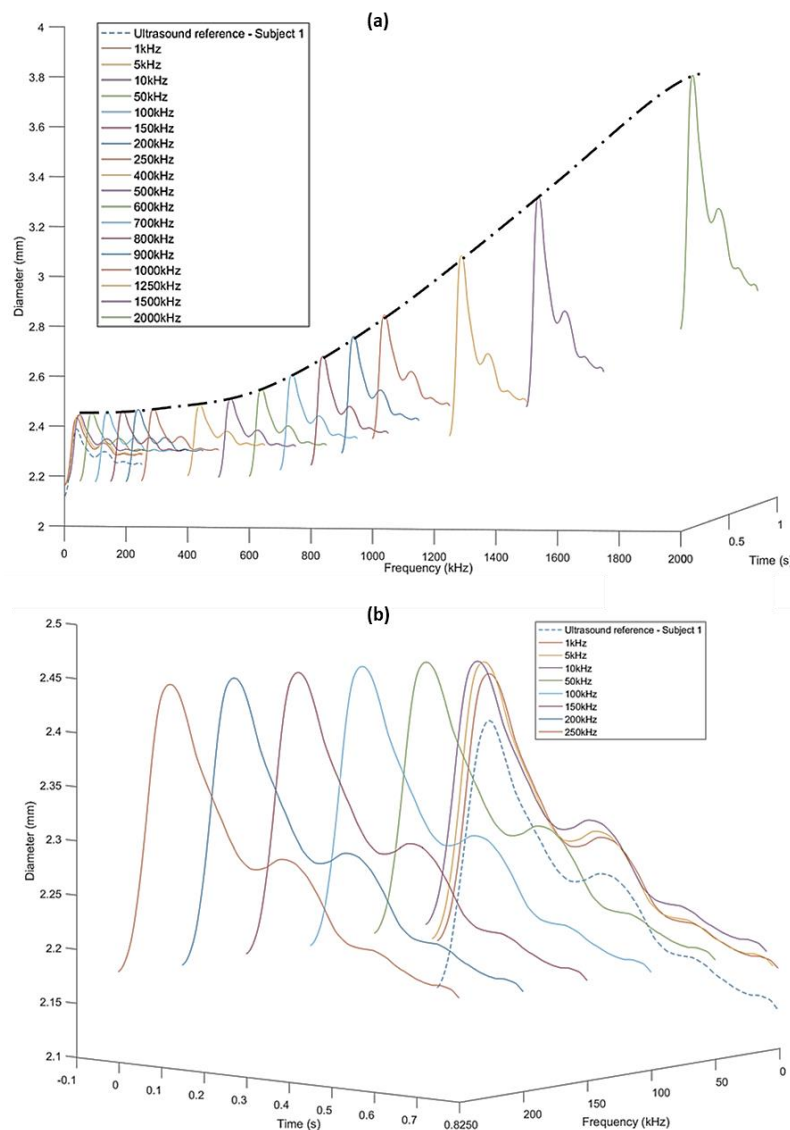 (a)
4
3.8
3.6
3.4
3.2
3
2.8
2.6
2.4
2.2
2
Diameter (mm)
Ultrasound reference - Subject 1
1kHz
5kHz
10kHz
50kHz
100kHz
150kHz
200kHz
250kHz
400kHz
500kHz
600kHz
700kHz
800kHz
900kHz
1000kHz
1250kHz
1500kHz
2000kHz
0 200 400 600 800 1000 1200 1400 1600 1800 2000
Frequency (kHz)
0.5 1
Time (s)
(b)
2.5
2.45
2.4
2.35
2.3
2.25
2.2
2.15
2.1
Diameter (mm)
Ultrasound reference - Subject 1
1kHz
5kHz
10kHz
50kHz
100kHz
150kHz
200kHz
250kHz
-0.1 0 0.1 0.2 0.3 0.4 0.5 0.6 0.7 0.8250 200 150 100 50 0
Time (s)
Frequency (kHz)